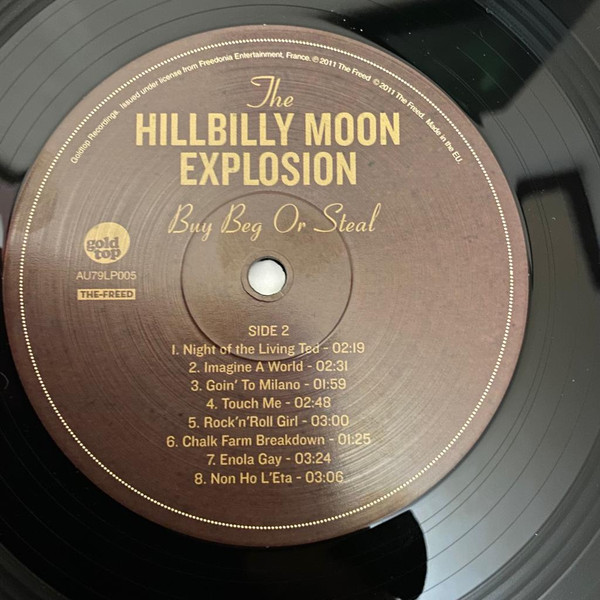 Goldtop Recordings. Issued under license from Freedonia Entertainment, France. ℗ 2011 The Freed © 2011 The Freed. Made in the EU.
The
HILLBILLY MOON
EXPLOSION
Buy Beg Or Steal
gold
top
AU79LP005
THE-FREED
SIDE 2
1. Night of the Living Ted - 02:19
2. Imagine A World - 02:31
3. Goin' To Milano - 01:59
4. Touch Me - 02:48
5. Rock'n'Roll Girl - 03:00
6. Chalk Farm Breakdown - 01:25
7. Enola Gay - 03:24
8. Non Ho L'Eta - 03:06